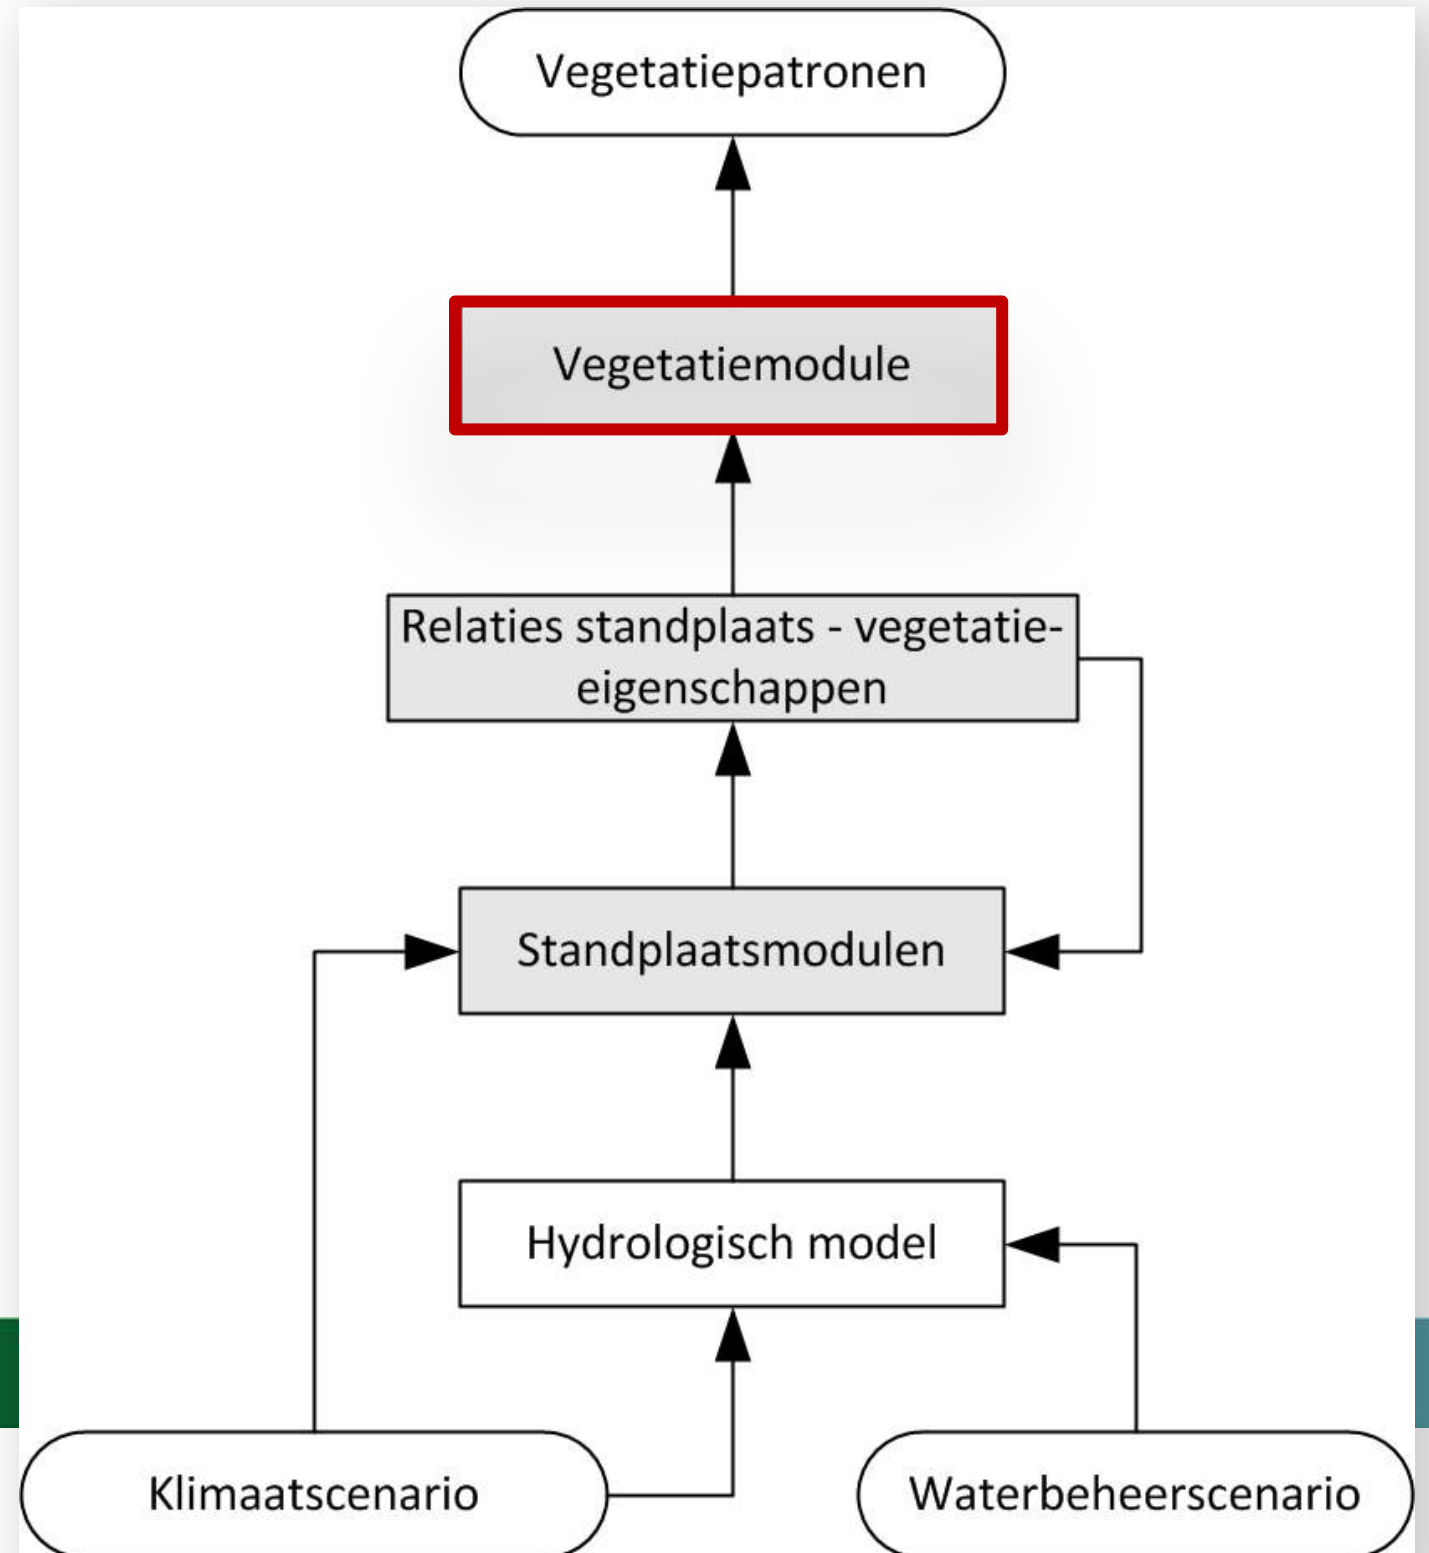 Vegetatiepatronen
Vegetatiemodule
Relaties standplaats - vegetatie-
eigenschappen
Standplaatsmodulen
Hydrologisch model
Klimaatscenario
Waterbeheerscenario